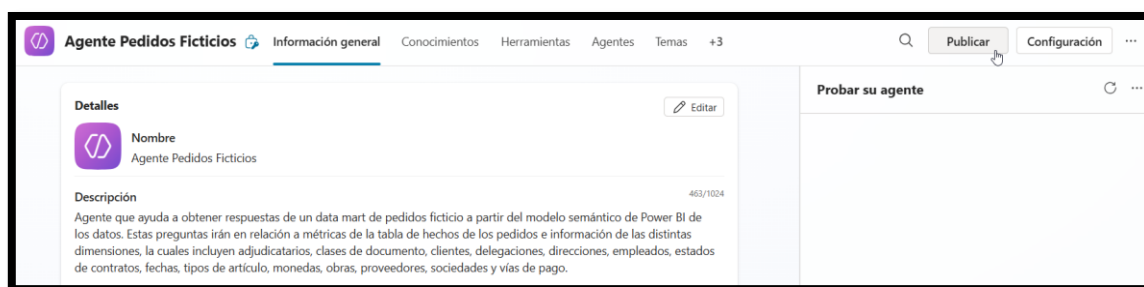 Agente Pedidos Ficticios Información general Conocimientos Herramientas Agentes Temas +3 Publicar Configuración ...
Detalles Editar
Nombre
Agente Pedidos Ficticios
Descripción 463/1024
Agente que ayuda a obtener respuestas de un data mart de pedidos ficticio a partir del modelo semántico de Power BI de
los datos. Estas preguntas irán en relación a métricas de la tabla de hechos de los pedidos e información de las distintas
dimensiones, la cuales incluyen adjudicatarios, clases de documento, clientes, delegaciones, direcciones, empleados, estados
de contratos, fechas, tipos de artículo, monedas, obras, proveedores, sociedades y vías de pago.
Probar su agente ...